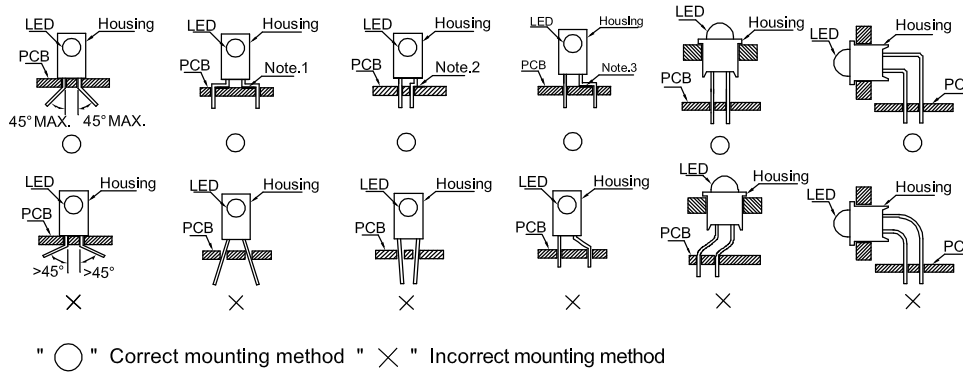 LED Housing
PCB
45° MAX. 45° MAX.
LED Housing
PCB Note.1
LED Housing
PCB Note.2
LED Housing
PCB Note.3
LED
Housing
PCB
LED
Housing
PC
LED Housing
PCB
>45° >45°
LED Housing
PCB
LED Housing
PCB
LED Housing
PCB
LED
Housing
PCB
LED
Housing
PC
" ◯ " Correct mounting method " ✕ " Incorrect mounting method